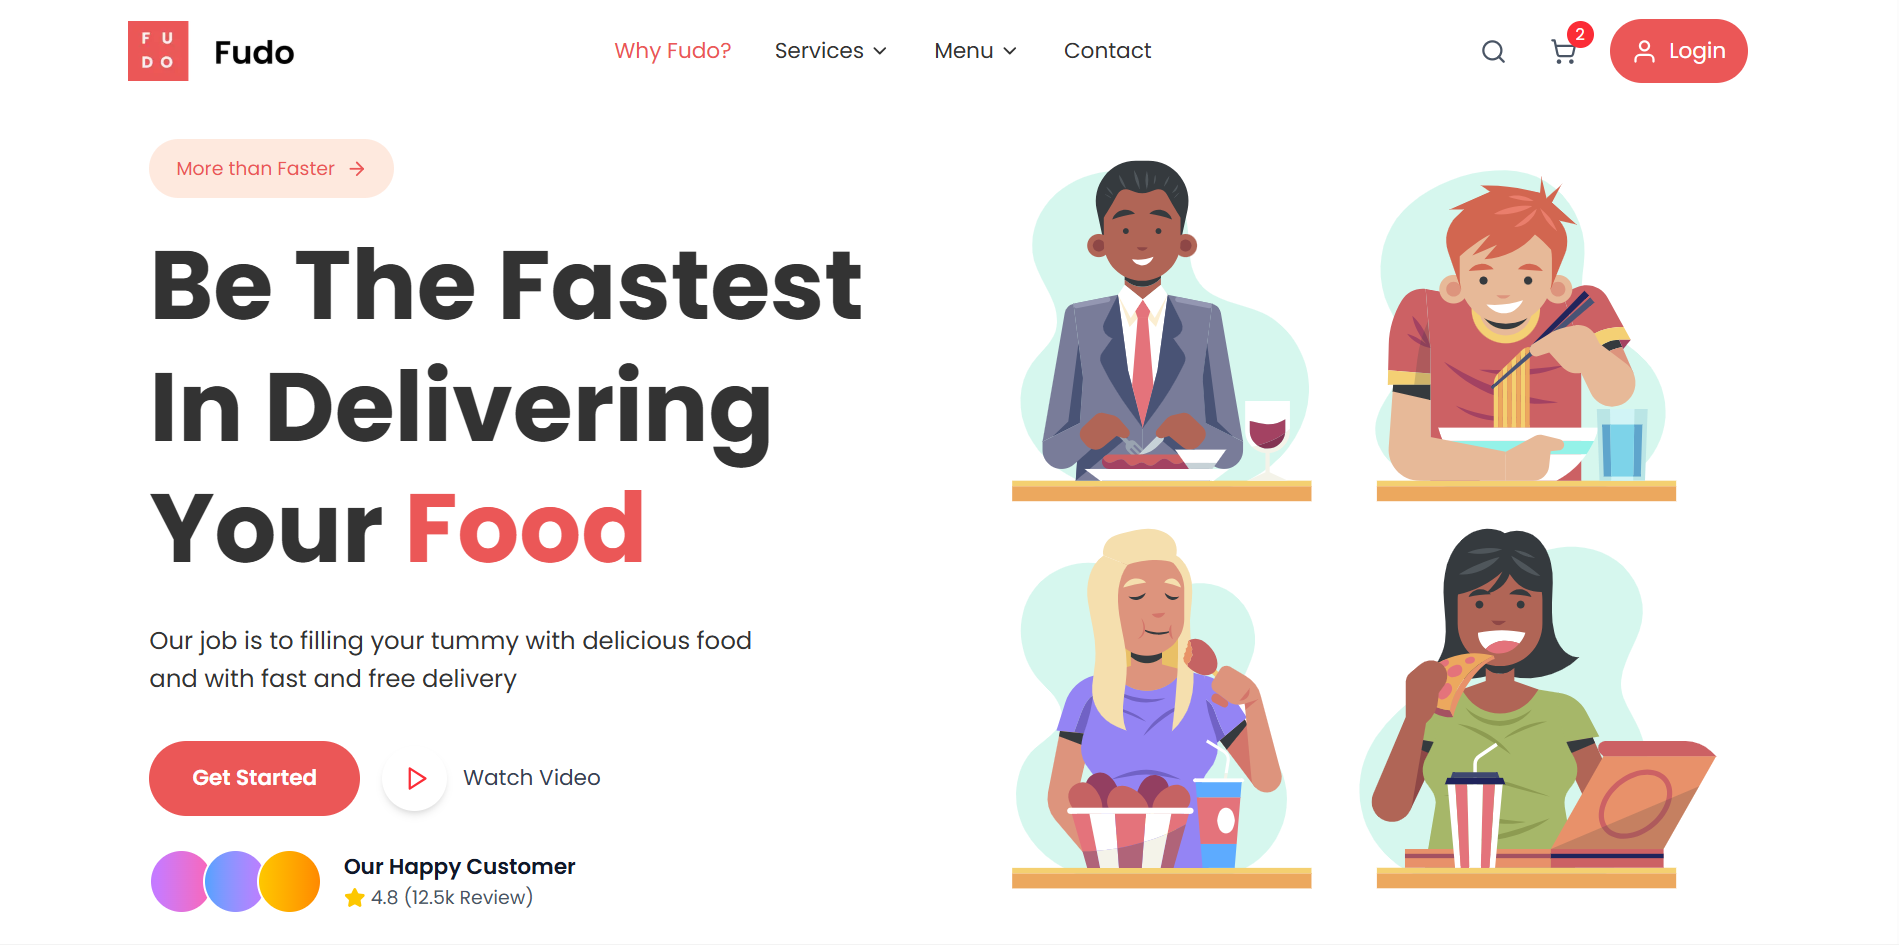 F U
D O
Fudo
Why Fudo?
Services
Menu
Contact
2
Login
More than Faster
Be The Fastest
In Delivering
Your Food
Our job is to filling your tummy with delicious food
and with fast and free delivery
Get Started
Watch Video
Our Happy Customer
4.8 (12.5k Review)